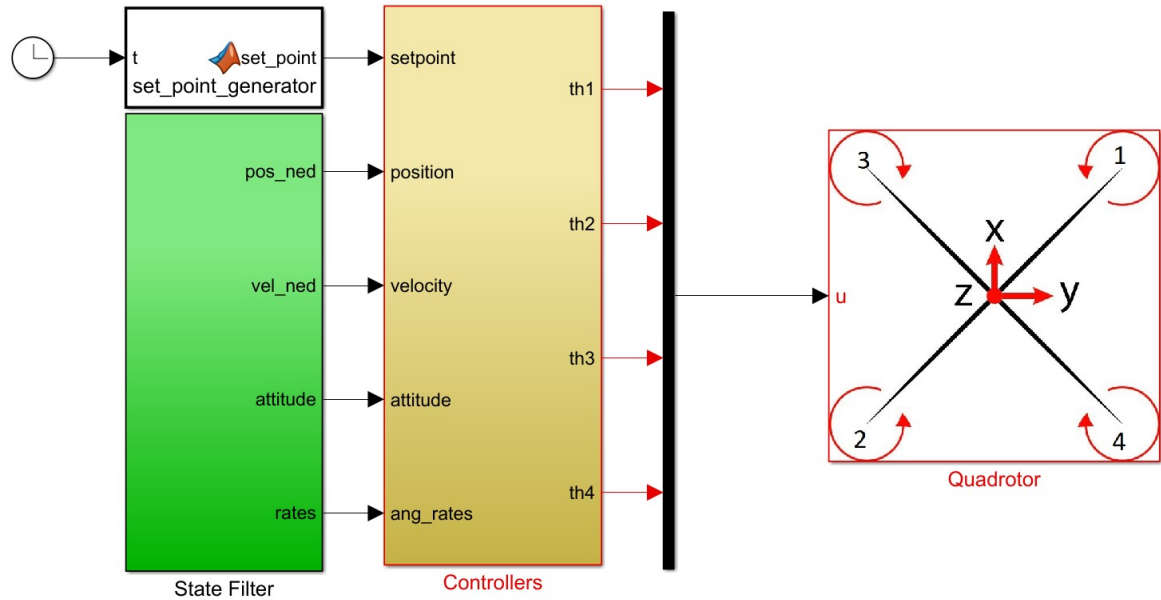 t
set_point
set_point_generator
pos_ned
vel_ned
attitude
rates
State Filter
setpoint
position
velocity
attitude
ang_rates
th1
th2
th3
th4
Controllers
u
3
1
x
z y
2
4
Quadrotor